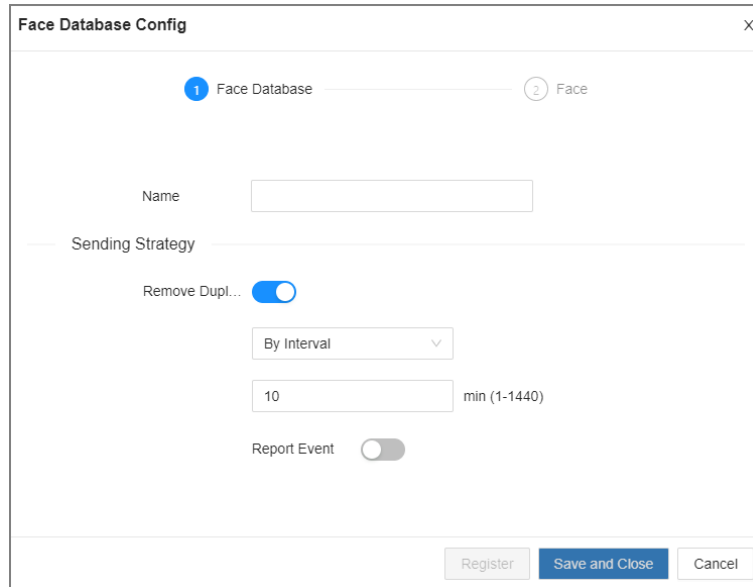 Face Database Config X
1 Face Database 2 Face
Name
Sending Strategy
Remove Dupl...
By Interval
10 min (1-1440)
Report Event
Register Save and Close Cancel